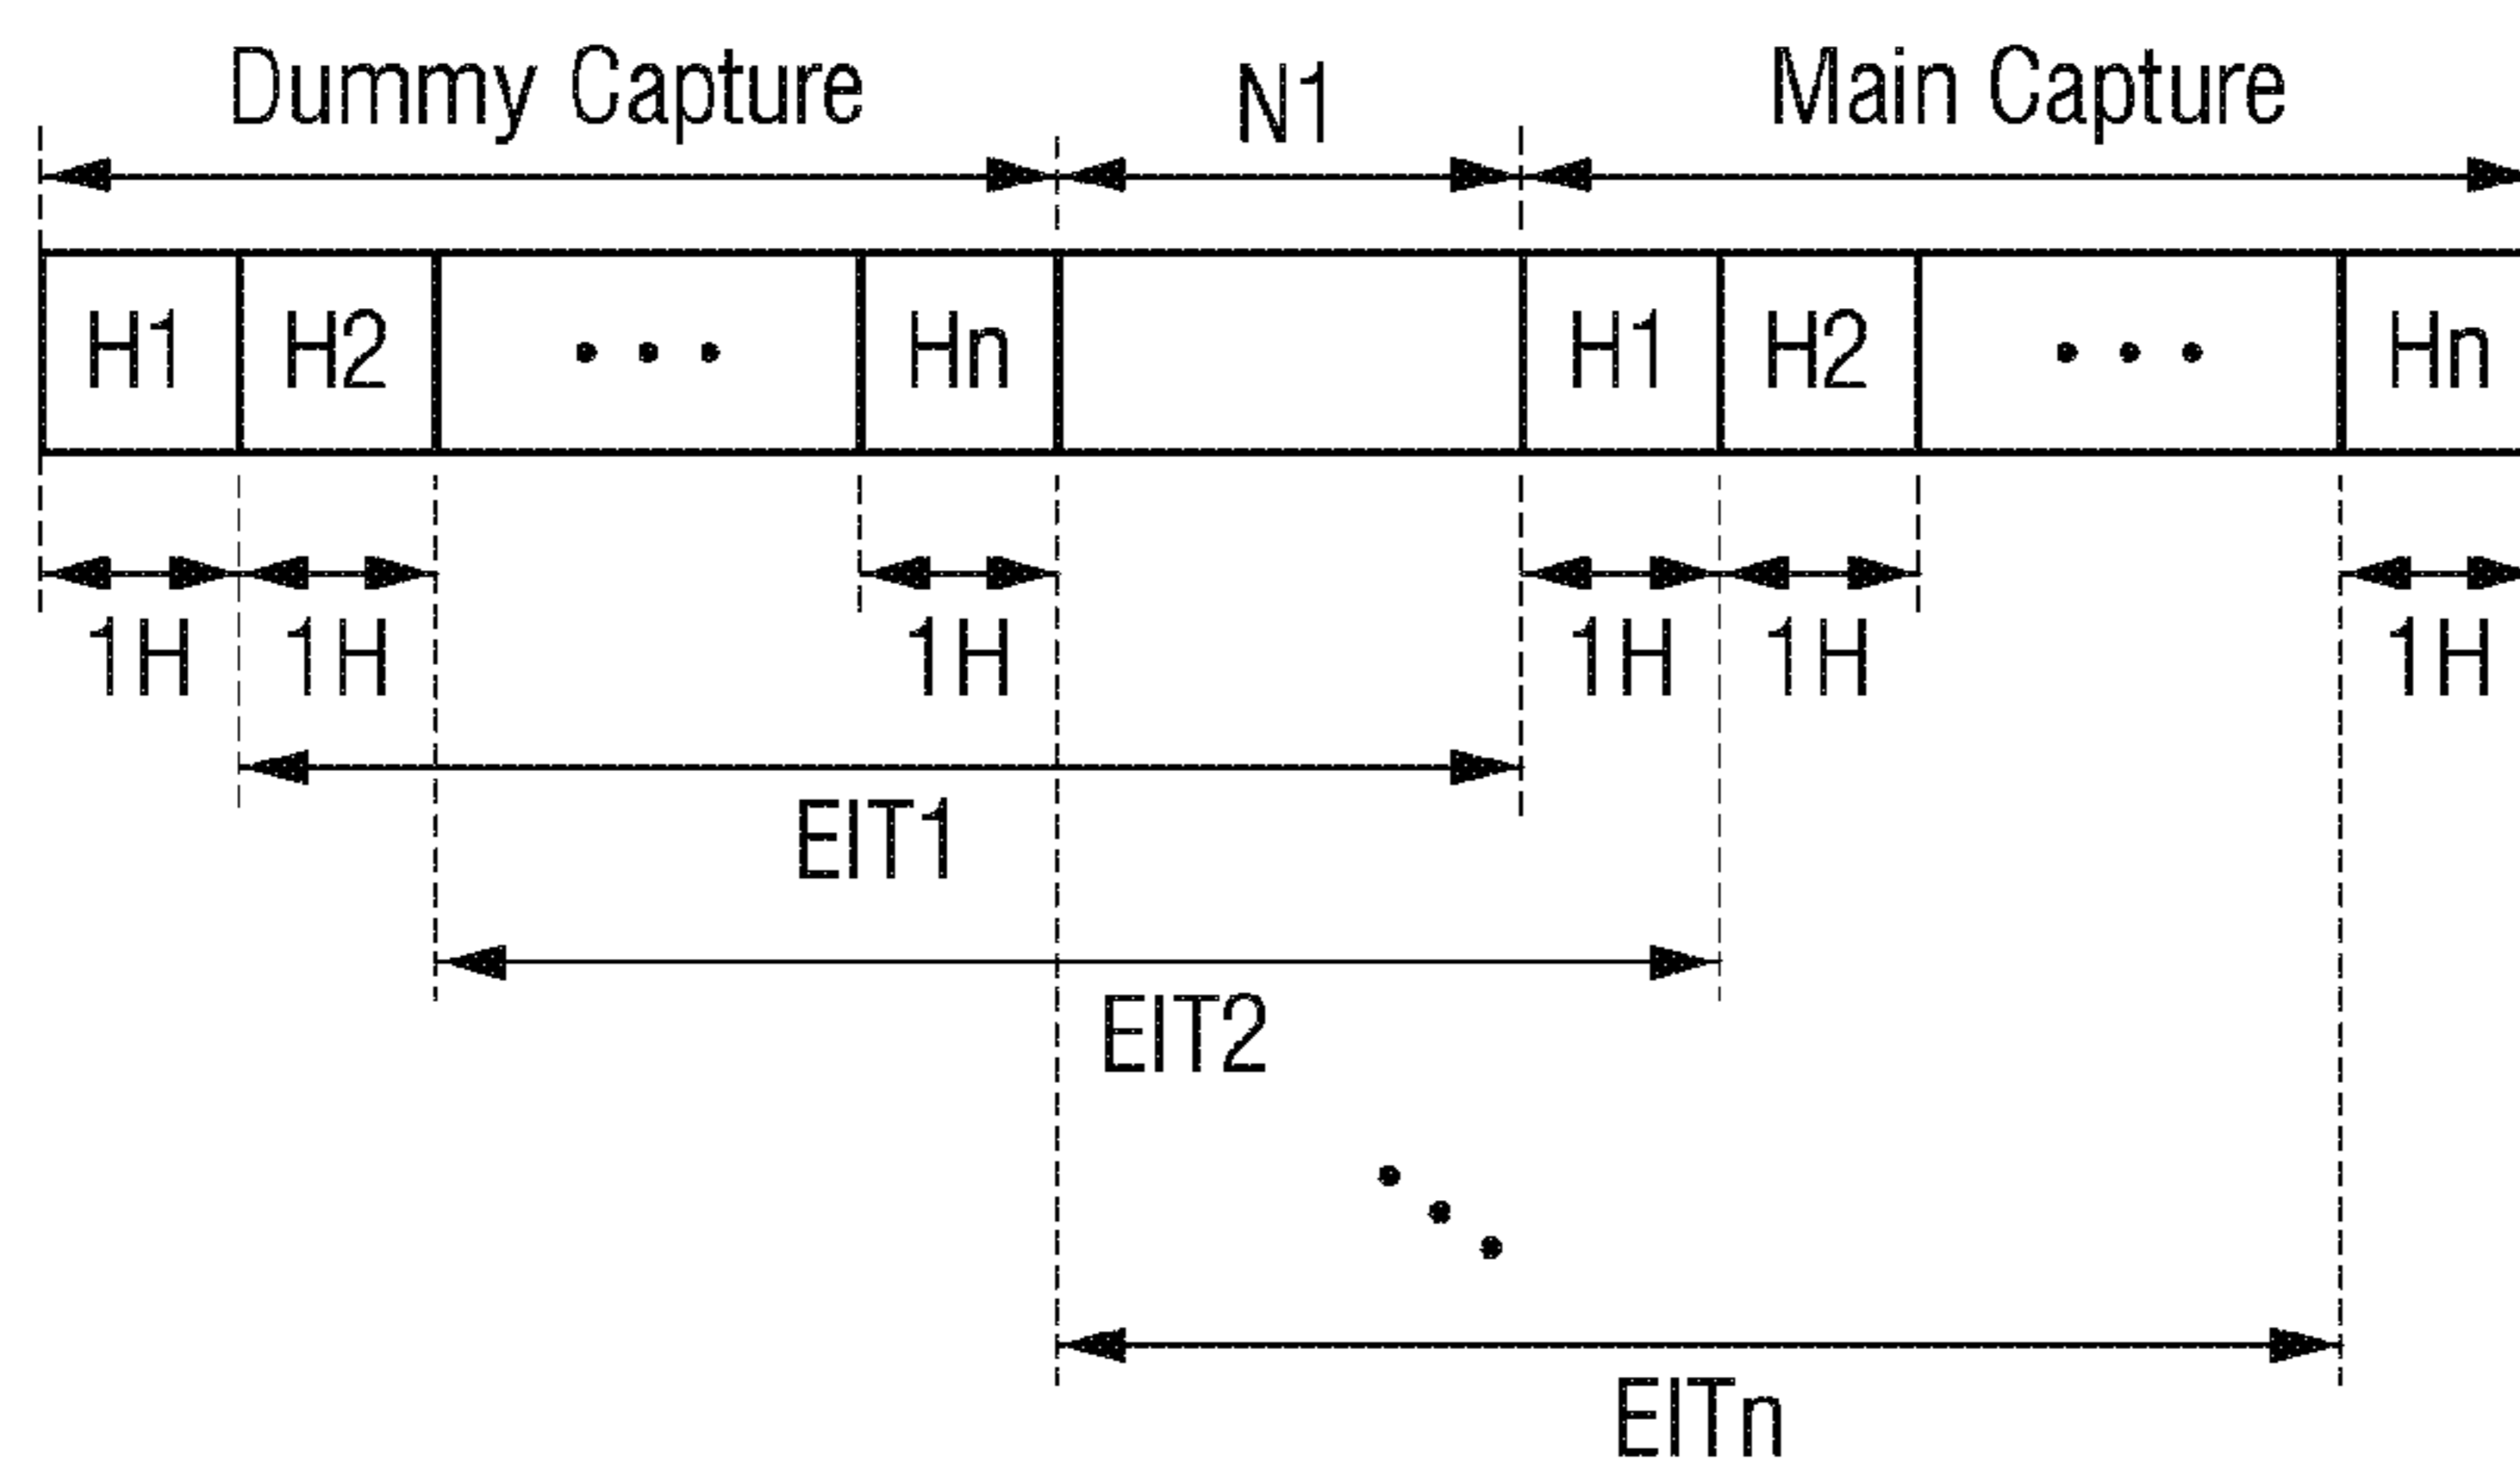 Dummy Capture N1 Main Capture
H1 H2 • • • Hn H1 H2 • • • Hn
1H 1H 1H 1H 1H 1H
EIT1
EIT2
EITn